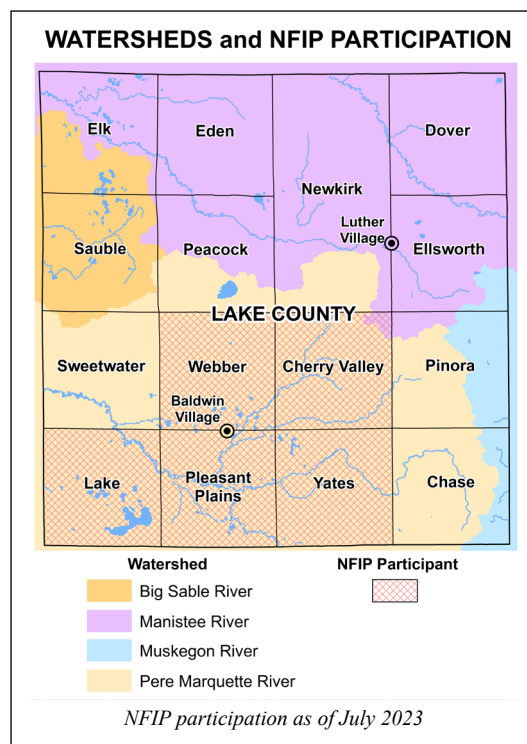 WATERSHEDS and NFIP PARTICIPATION
Elk
Eden
Dover
Newkirk
Luther
Village
Sauble
Peacock
Ellsworth
LAKE COUNTY
Sweetwater
Webber
Cherry Valley
Pinora
Baldwin
Village
Lake
Pleasant
Plains
Yates
Chase
Watershed
NFIP Participant
Big Sable River
Manistee River
Muskegon River
Pere Marquette River
NFIP participation as of July 2023